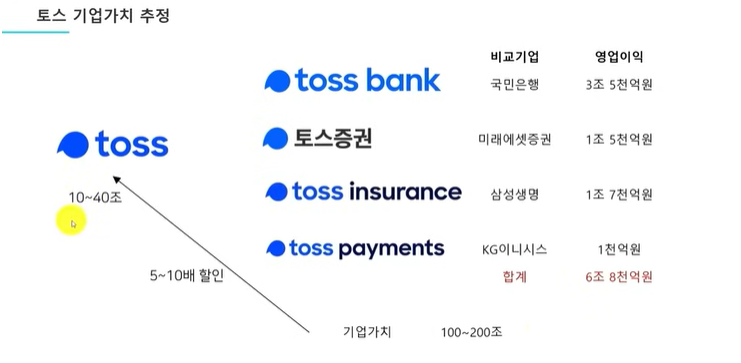 토스 기업가치 추정
비교기업 영업이익
toss bank 국민은행 3조 5천억원
toss 토스증권 미래에셋증권 1조 5천억원
10~40조 toss insurance 삼성생명 1조 7천억원
toss payments KG이니시스 1천억원
5~10배 할인 합계 6조 8천억원
기업가치 100~200조